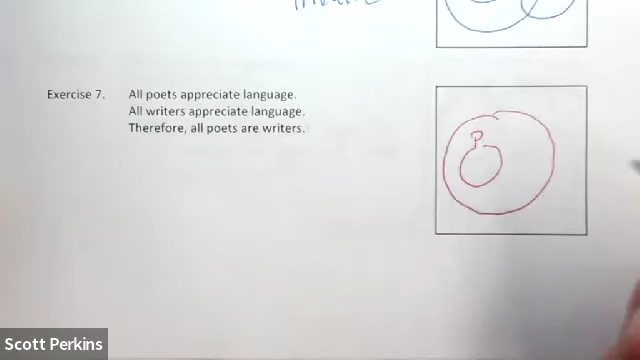 Exercise 7. All poets appreciate language.
All writers appreciate language.
Therefore, all poets are writers.
P
Scott Perkins